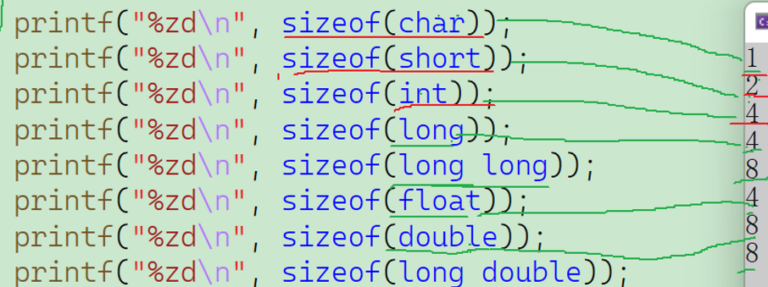 printf("%zd\n", sizeof(char));
printf("%zd\n", sizeof(short));
printf("%zd\n", sizeof(int));
printf("%zd\n", sizeof(long));
printf("%zd\n", sizeof(long long));
printf("%zd\n", sizeof(float));
printf("%zd\n", sizeof(double));
printf("%zd\n", sizeof(long double));
1
2
4
4
8
4
8
8